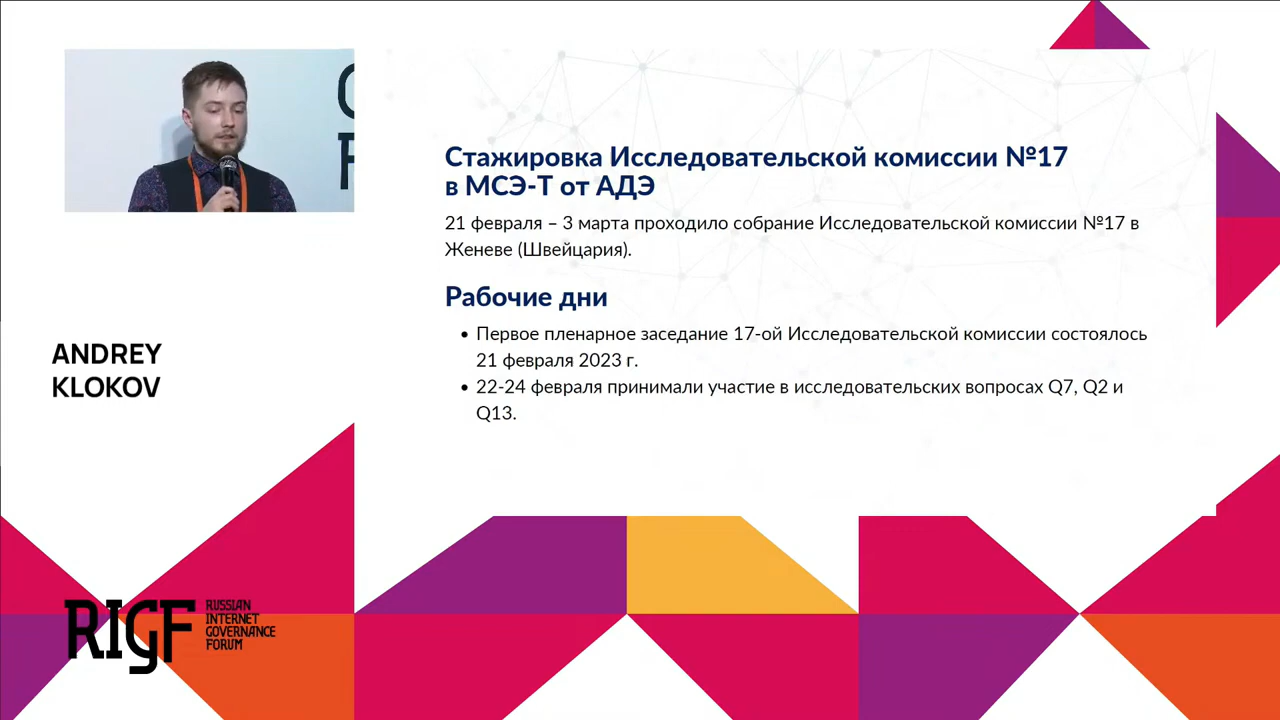 Стажировка Исследовательской комиссии №17
в МСЭ-Т от АДЭ
21 февраля – 3 марта проходило собрание Исследовательской комиссии №17 в
Женеве (Швейцария).
Рабочие дни
• Первое пленарное заседание 17-ой Исследовательской комиссии состоялось
21 февраля 2023 г.
• 22-24 февраля принимали участие в исследовательских вопросах Q7, Q2 и
Q13.
ANDREY
KLOKOV
RIGF
RUSSIAN
INTERNET
GOVERNANCE
FORUM